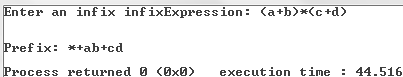 Enter an infix infixExpression: (a+b)*(c+d)
Prefix: *+ab+cd
Process returned 0 (0x0)   execution time : 44.516